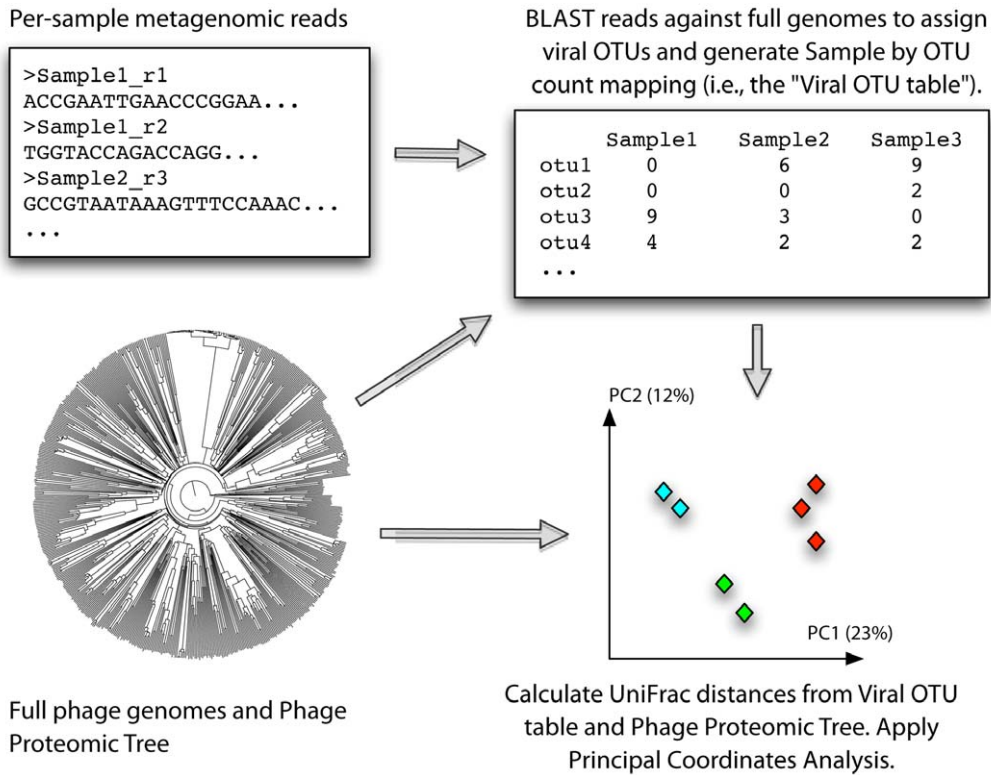 Per-sample metagenomic reads
>Sample1_r1
ACCGAATTGAACCCGGAA...
>Sample1_r2
TGGTACCAGACCAGG...
>Sample2_r3
GCCGTAATAAAGTTTCCAAAC...
...
BLAST reads against full genomes to assign
viral OTUs and generate Sample by OTU
count mapping (i.e., the "Viral OTU table").
Sample1 Sample2 Sample3
otu1 0 6 9
otu2 0 0 2
otu3 9 3 0
otu4 4 2 2
...
Full phage genomes and Phage
Proteomic Tree
PC2 (12%)
PC1 (23%)
Calculate UniFrac distances from Viral OTU
table and Phage Proteomic Tree. Apply
Principal Coordinates Analysis.